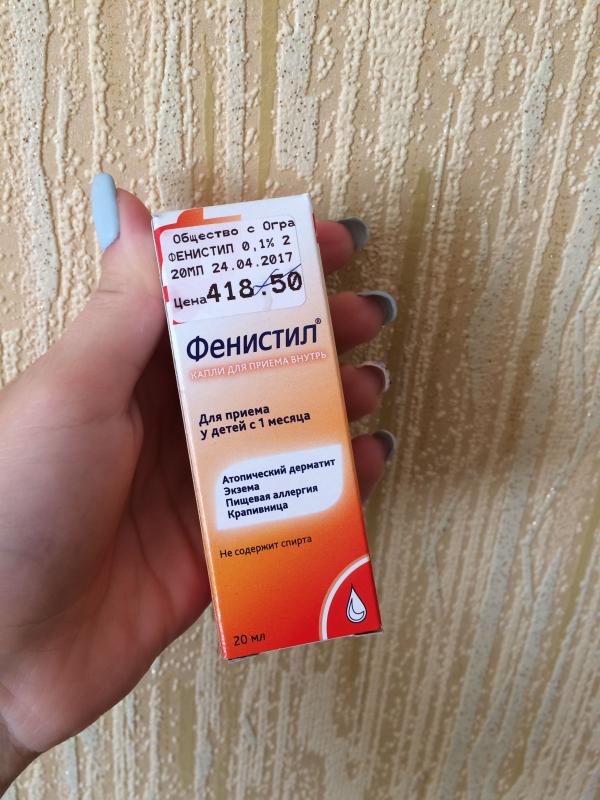 Общество с Огра
ФЕНИСТИЛ 0,1% 2
20МЛ 24.04.2017
Цена 418.50
Фенистил®
КАПЛИ ДЛЯ ПРИЕМА ВНУТРЬ
Для приема
у детей с 1 месяца
Атопический дерматит
Экзема
Пищевая аллергия
Крапивница
Не содержит спирта
20 мл